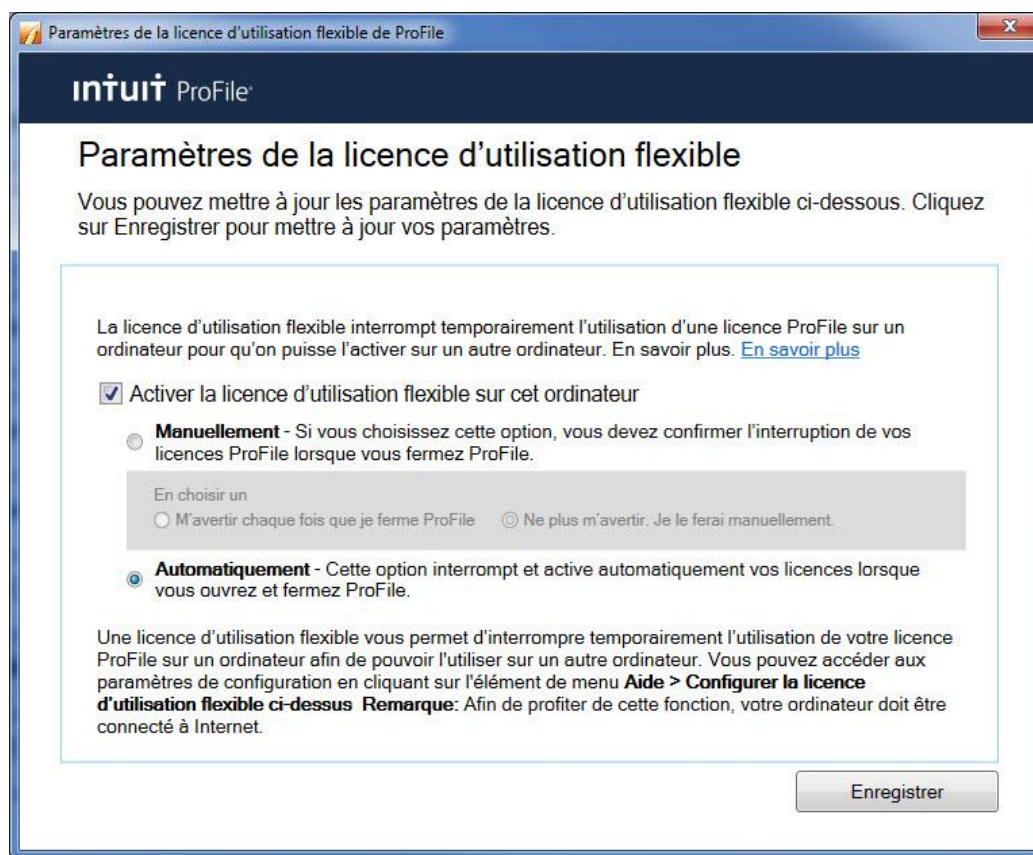 Paramètres de la licence d'utilisation flexible de ProFile
X
ıntuıt ProFile
Paramètres de la licence d'utilisation flexible
Vous pouvez mettre à jour les paramètres de la licence d'utilisation flexible ci-dessous. Cliquez
sur Enregistrer pour mettre à jour vos paramètres.
La licence d'utilisation flexible interrompt temporairement l'utilisation d'une licence ProFile sur un
ordinateur pour qu'on puisse l'activer sur un autre ordinateur. En savoir plus. En savoir plus
Activer la licence d'utilisation flexible sur cet ordinateur
Manuellement - Si vous choisissez cette option, vous devez confirmer l'interruption de vos
licences ProFile lorsque vous fermez ProFile.
En choisir un
M'avertir chaque fois que je ferme ProFile Ne plus m'avertir. Je le ferai manuellement.
Automatiquement - Cette option interrompt et active automatiquement vos licences lorsque
vous ouvrez et fermez ProFile.
Une licence d'utilisation flexible vous permet d'interrompre temporairement l'utilisation de votre licence
ProFile sur un ordinateur afin de pouvoir l'utiliser sur un autre ordinateur. Vous pouvez accéder aux
paramètres de configuration en cliquant sur l'élément de menu Aide > Configurer la licence
d'utilisation flexible ci-dessus Remarque: Afin de profiter de cette fonction, votre ordinateur doit être
connecté à Internet.
Enregistrer